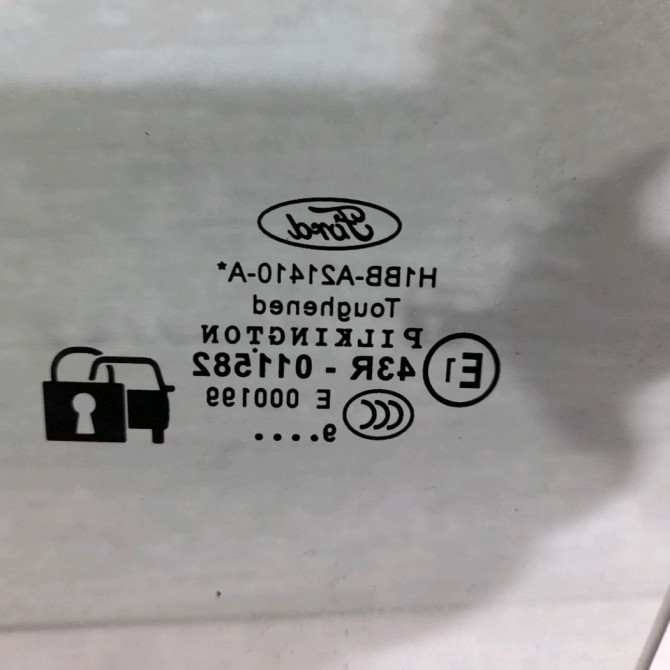 Ford
H1BB-A21410-A*
Toughened
PILKINGTON
E1 43R - 011582
CCC E 000199
9....